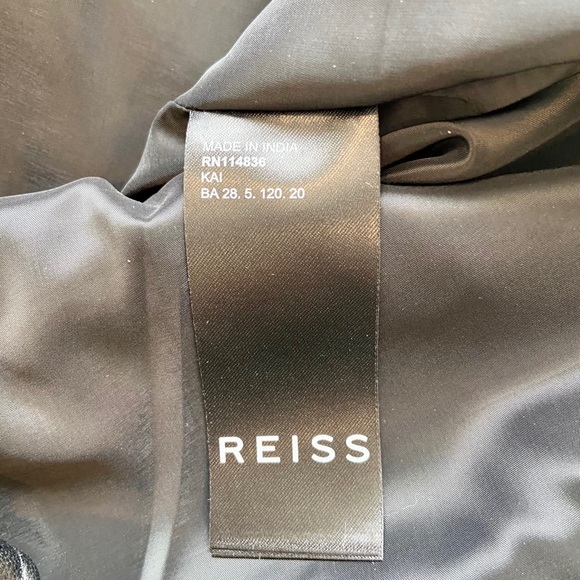 MADE IN INDIA
RN114836
KAI
BA 28. 5. 120. 20
REISS